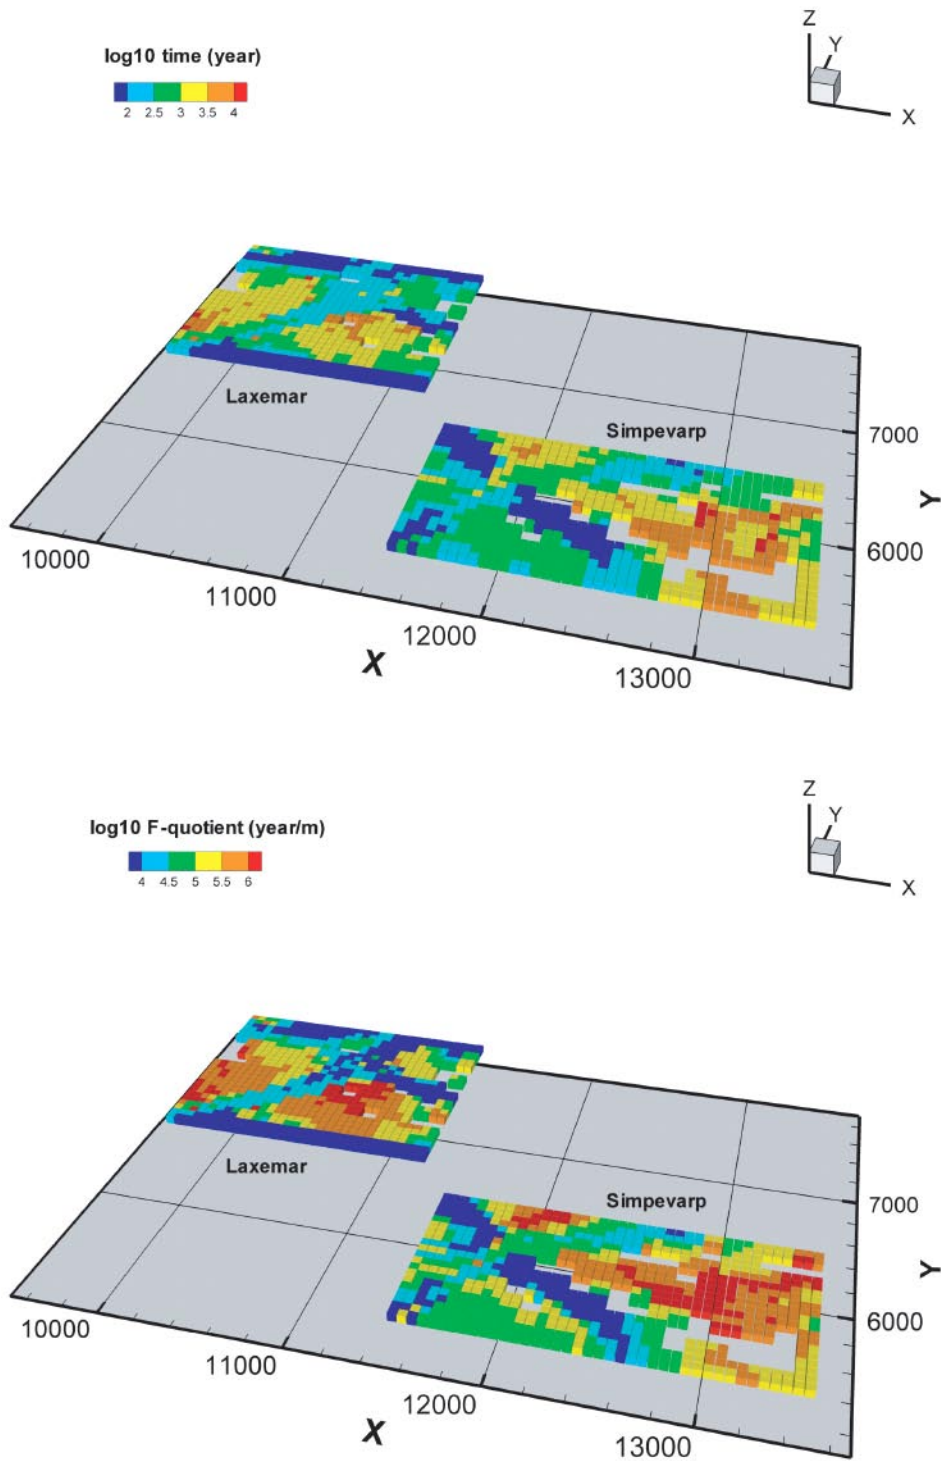 Z
log10 time (year)
Y
X
2 2.5 3 3.5 4
Laxemar
Simpevarp
7000
Y
6000
10000
11000
12000
X
13000
Z
log10 F-quotient (year/m)
Y
X
4 4.5 5 5.5 6
Laxemar
Simpevarp
7000
Y
6000
10000
11000
12000
X
13000